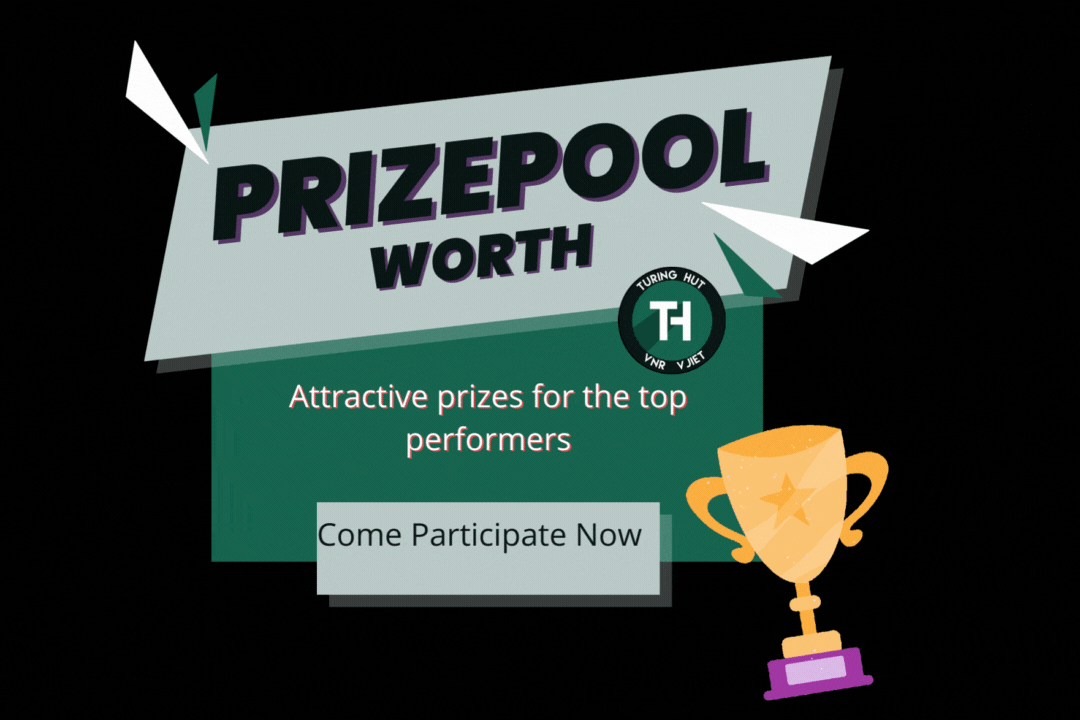 PRIZEPOOL
WORTH
TURING HUT
TH
VNR VJIET
Attractive prizes for the top
performers
Come Participate Now